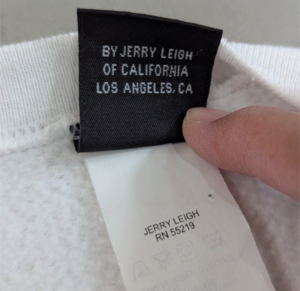 BY JERRY LEIGH
OF CALIFORNIA
LOS ANGELES, CA
JERRY LEIGH
RN 55219